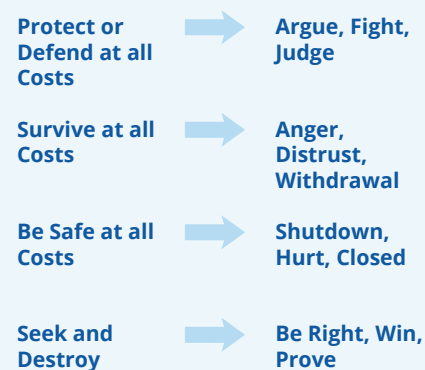 Protect or
Defend at all
Costs
Argue, Fight,
Judge
Survive at all
Costs
Anger,
Distrust,
Withdrawal
Be Safe at all
Costs
Shutdown,
Hurt, Closed
Seek and
Destroy
Be Right, Win,
Prove